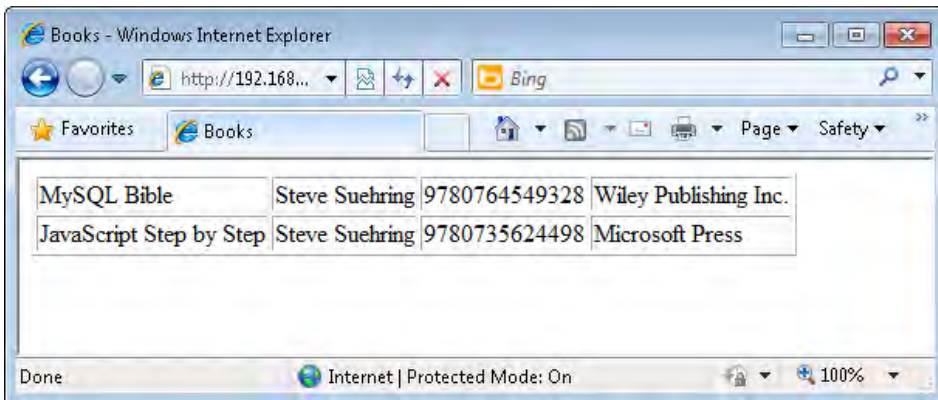 Books - Windows Internet Explorer
http://192.168... Bing
Favorites Books Page Safety
MySQL Bible Steve Suehring 9780764549328 Wiley Publishing Inc.
JavaScript Step by Step Steve Suehring 9780735624498 Microsoft Press
Done Internet | Protected Mode: On 100%